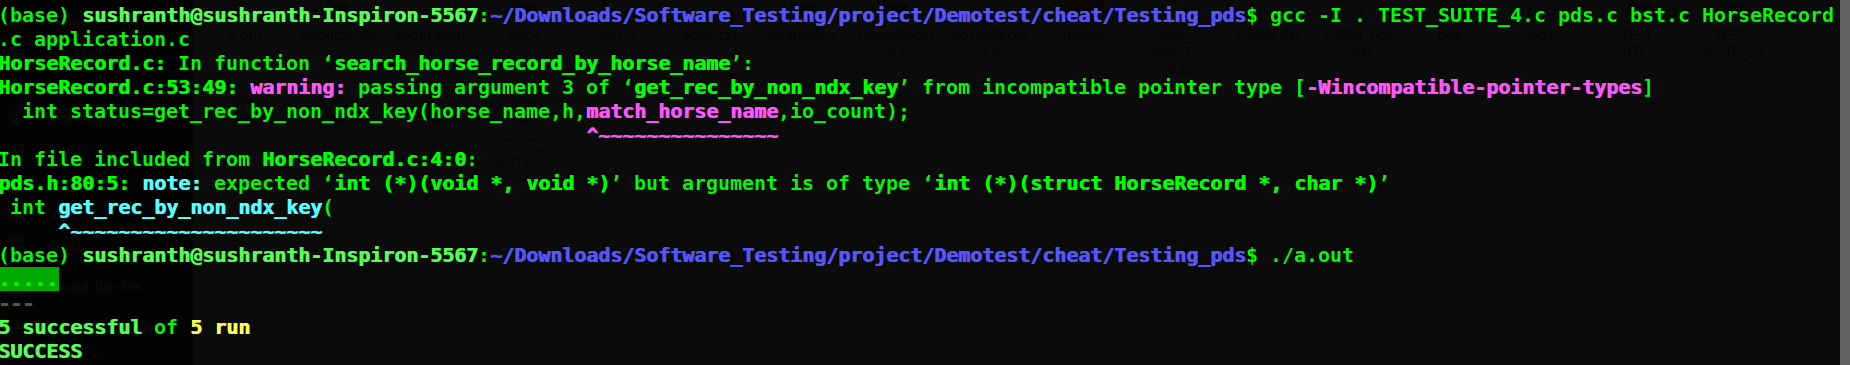 (base) sushranth@sushranth-Inspiron-5567:~/Downloads/Software_Testing/project/Demotest/cheat/Testing_pds$ gcc -I . TEST_SUITE_4.c pds.c bst.c HorseRecord
.c application.c
HorseRecord.c: In function ‘search_horse_record_by_horse_name’:
HorseRecord.c:53:49: warning: passing argument 3 of ‘get_rec_by_non_ndx_key’ from incompatible pointer type [-Wincompatible-pointer-types]
  int status=get_rec_by_non_ndx_key(horse_name,h,match_horse_name,io_count);
                                                 ^~~~~~~~~~~~~~~~
In file included from HorseRecord.c:4:0:
pds.h:80:5: note: expected ‘int (*)(void *, void *)’ but argument is of type ‘int (*)(struct HorseRecord *, char *)’
 int get_rec_by_non_ndx_key(
     ^~~~~~~~~~~~~~~~~~~~~~
(base) sushranth@sushranth-Inspiron-5567:~/Downloads/Software_Testing/project/Demotest/cheat/Testing_pds$ ./a.out
.....
---
5 successful of 5 run
SUCCESS